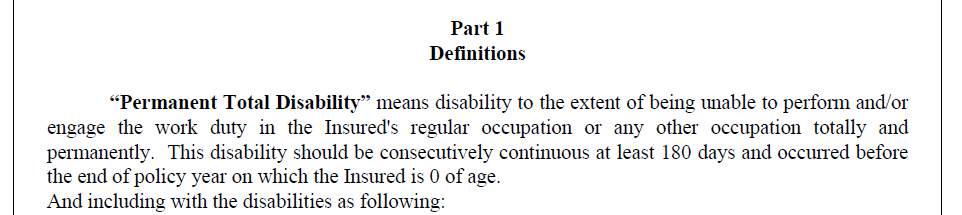 Part 1
Definitions
“Permanent Total Disability” means disability to the extent of being unable to perform and/or
engage the work duty in the Insured's regular occupation or any other occupation totally and
permanently.  This disability should be consecutively continuous at least 180 days and occurred before
the end of policy year on which the Insured is 0 of age.
And including with the disabilities as following: